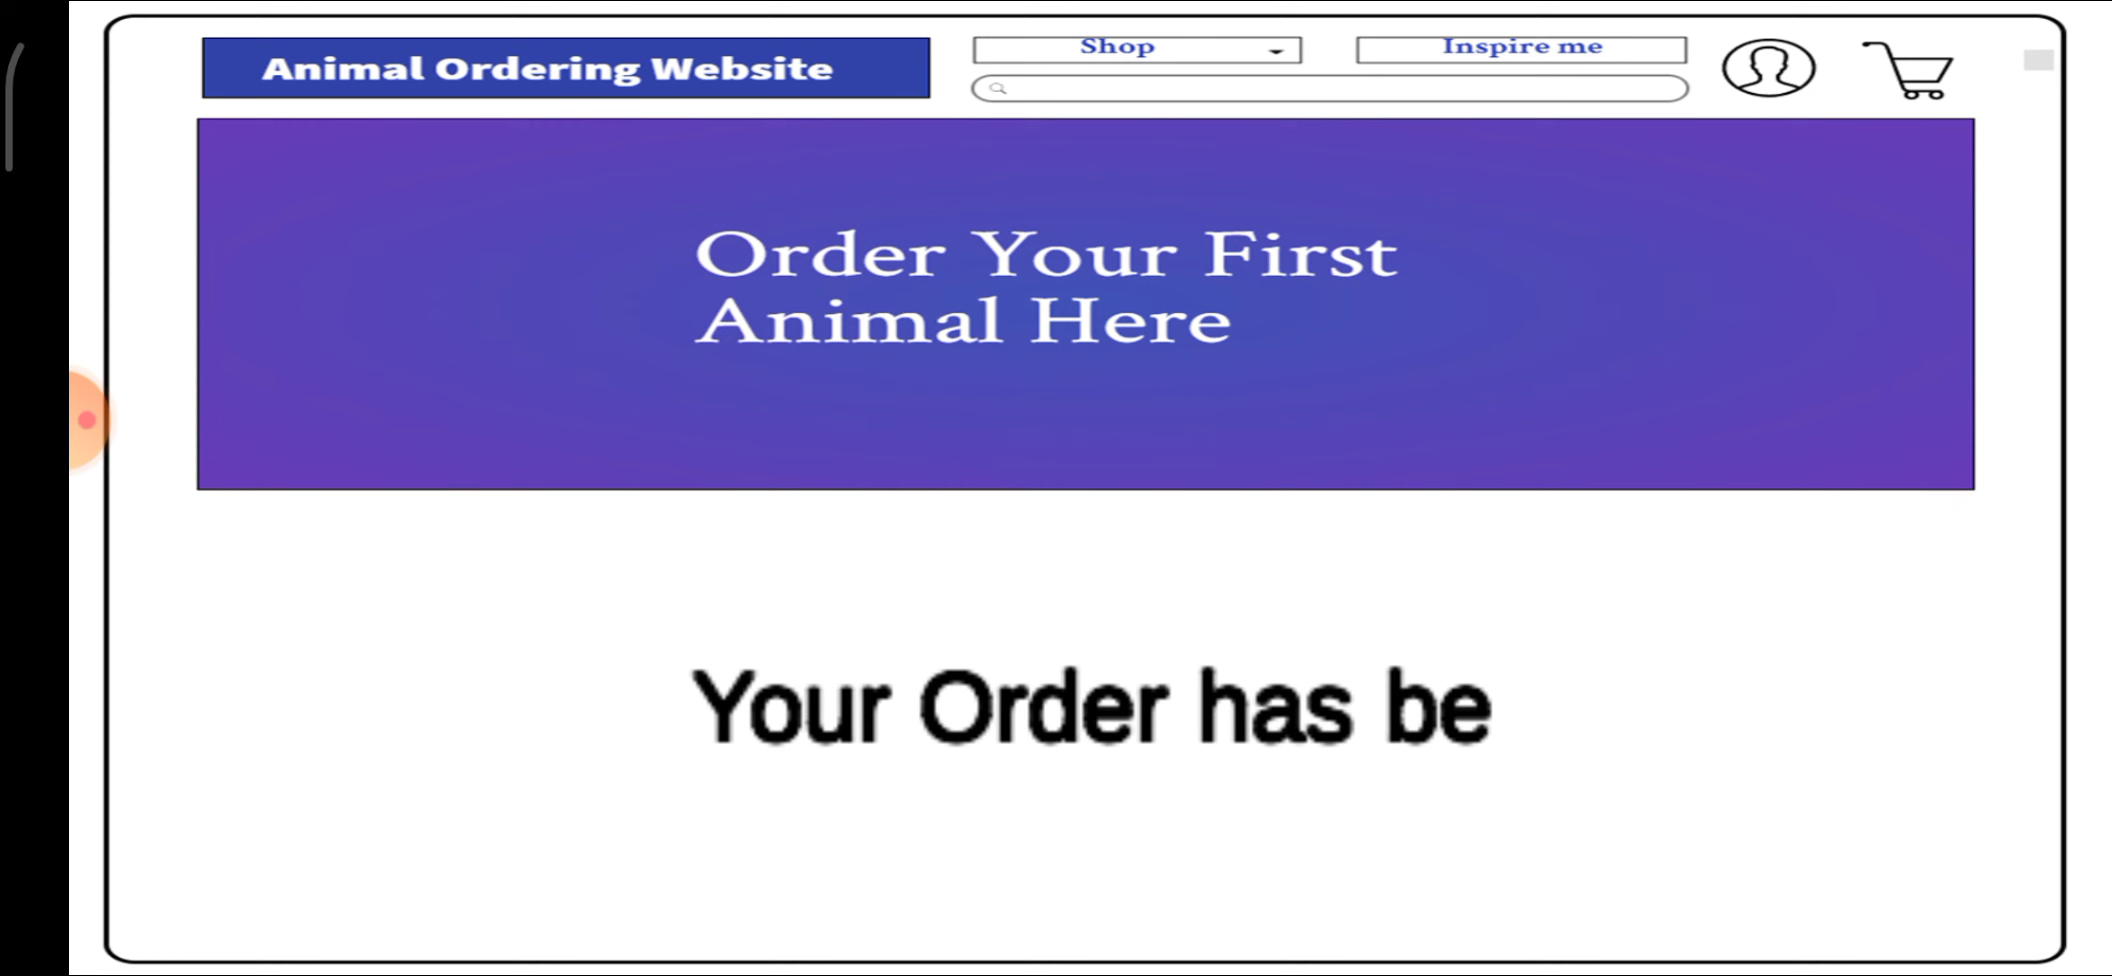 Animal Ordering Website
Shop
Inspire me
Order Your First
Animal Here
Your Order has be